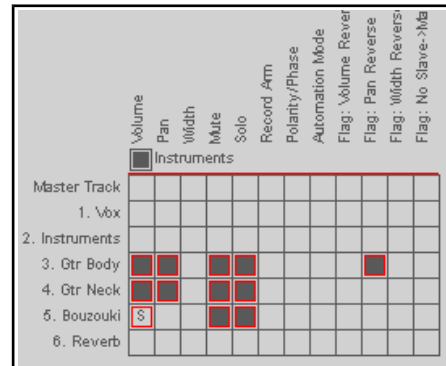 Volume
Pan
Width
Mute
Solo
Record Arm
Polarity/Phase
Automation Mode
Flag: Volume Rever
Flag: Pan Reverse
Flag: Width Revers
Flag: No Slave->Ma
Instruments
Master Track
1. Vox
2. Instruments
3. Gtr Body
4. Gtr Neck
5. Bouzouki S
6. Reverb